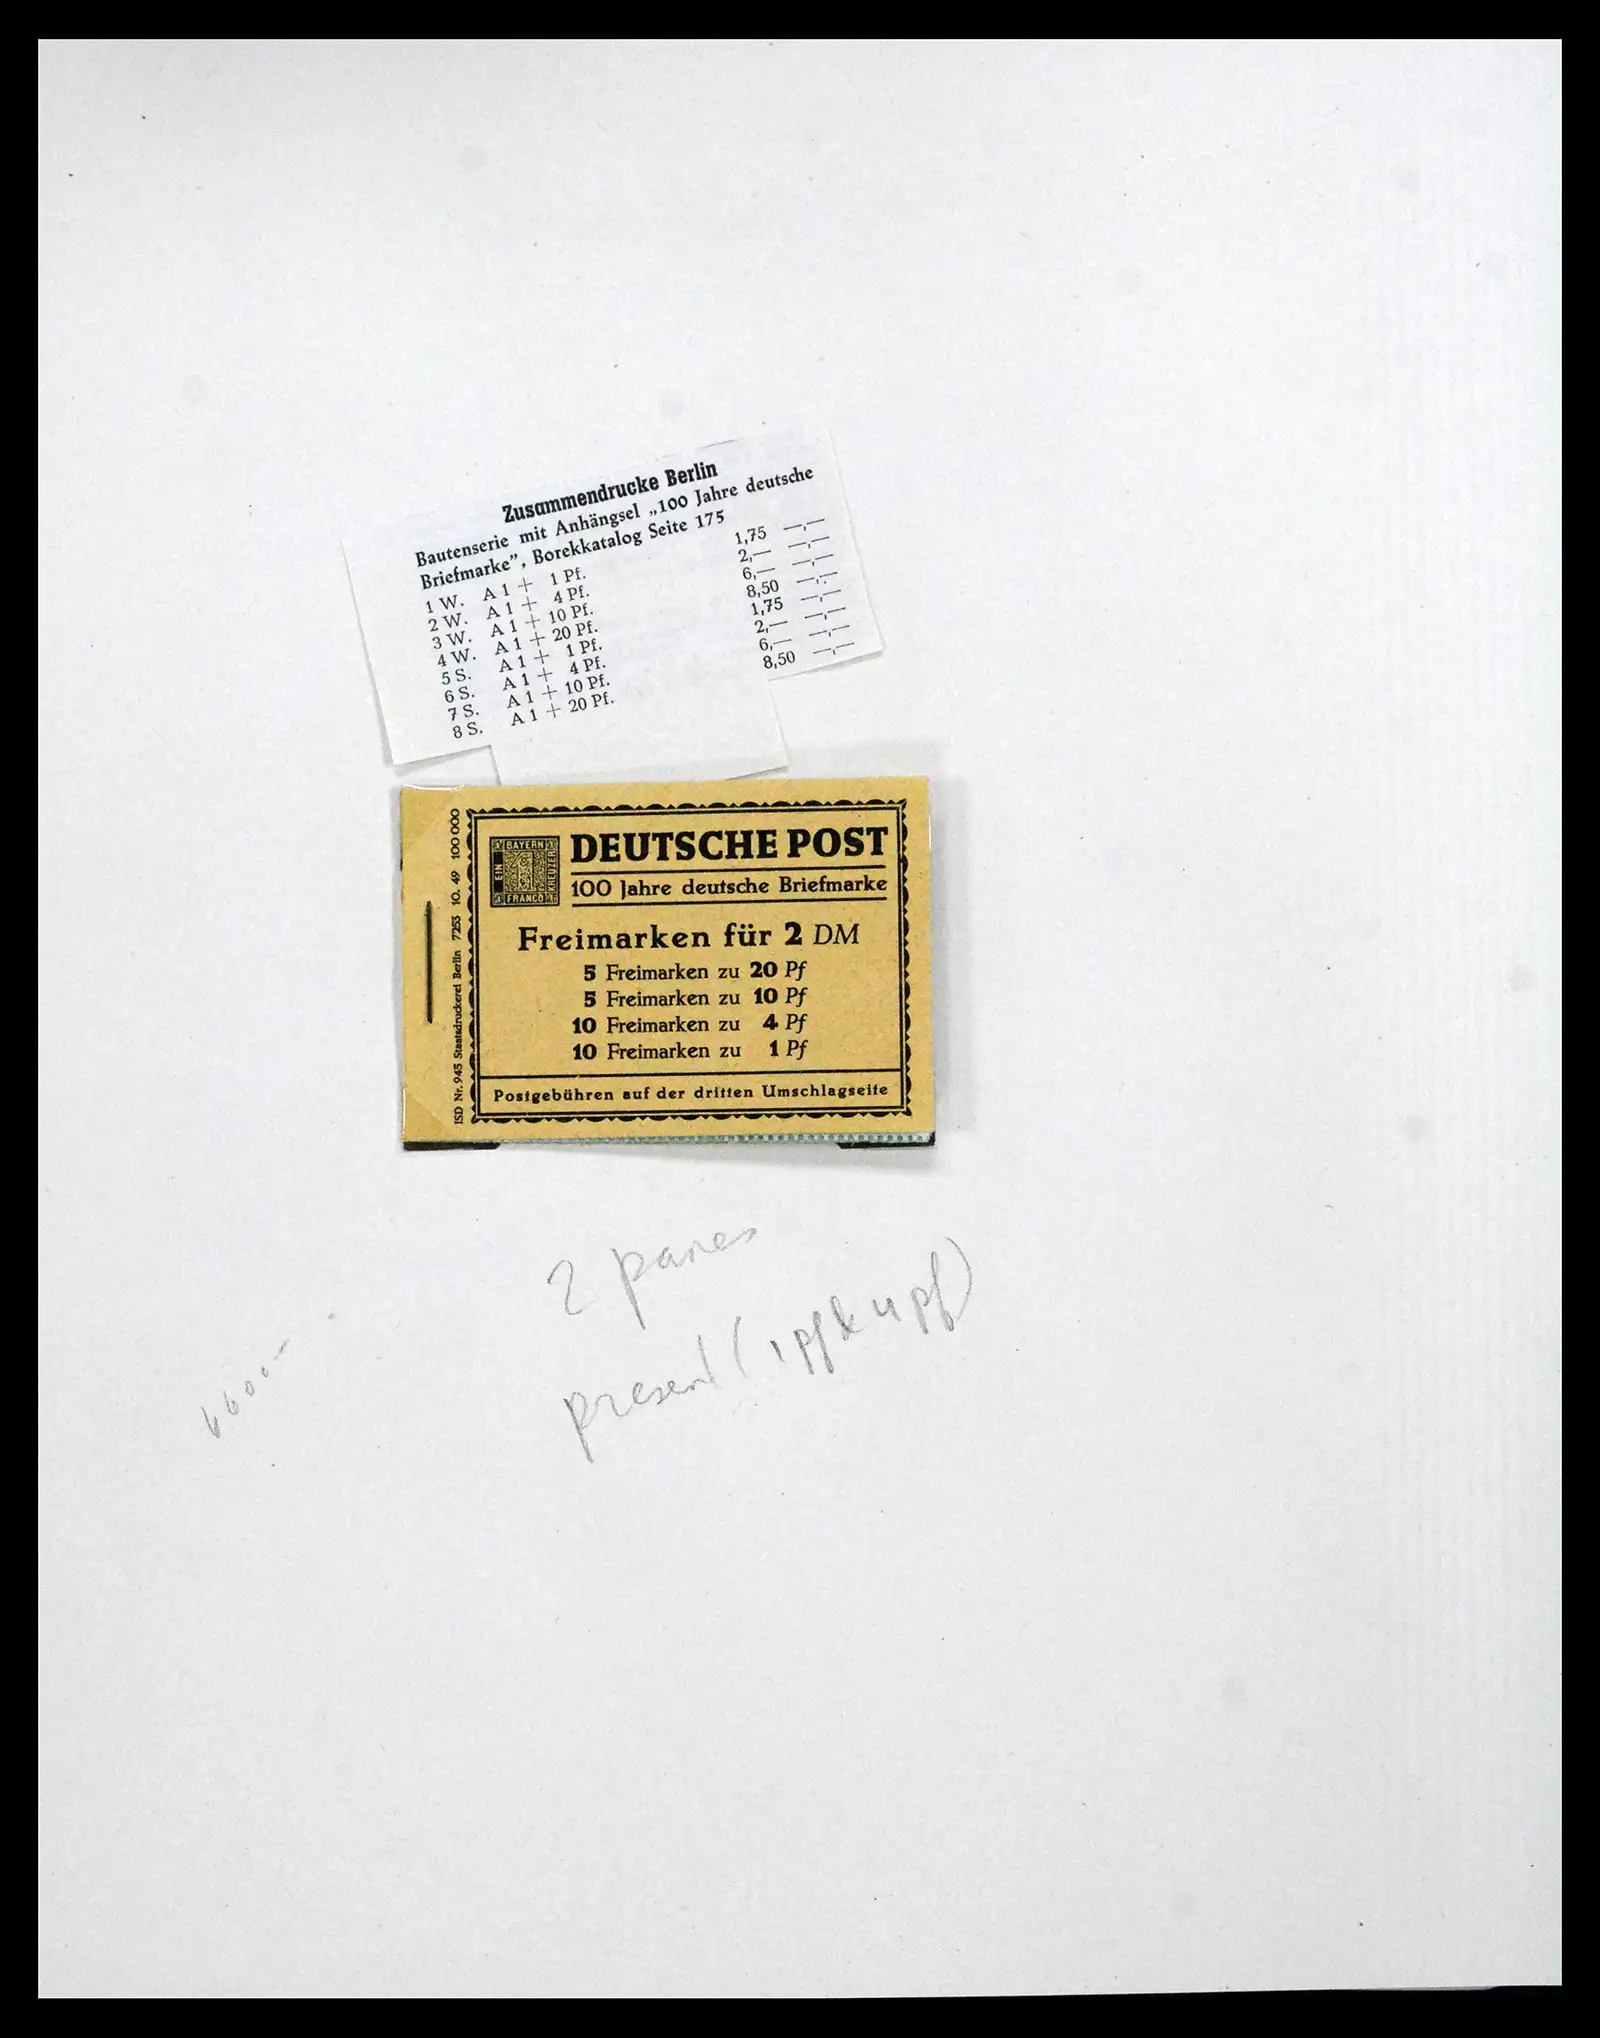 Zusammendrucke Berlin
Bautenserie mit Anhängsel „100 Jahre deutsche
Briefmarke”, Borekkatalog Seite 175
1 W. A 1 + 1 Pf. 1,75 —,—
2 W. A 1 + 4 Pf. 2,— —,—
3 W. A 1 + 10 Pf. 6,— —,—
4 W. A 1 + 20 Pf. 8,50 —,—
5 S. A 1 + 1 Pf. 1,75 —,—
6 S. A 1 + 4 Pf. 2,— —,—
7 S. A 1 + 10 Pf. 6,— —,—
8 S. A 1 + 20 Pf. 8,50 —,—
ISD Nr. 945 Staatsdruckerei Berlin 7253 10. 49 100 000
BAYERN
EIN
1
KREUZER
FRANCO
DEUTSCHE POST
100 Jahre deutsche Briefmarke
Freimarken für 2 DM
5 Freimarken zu 20 Pf
5 Freimarken zu 10 Pf
10 Freimarken zu 4 Pf
10 Freimarken zu 1 Pf
Postgebühren auf der dritten Umschlagseite
2 panes
present (1pf & 4pf)
6600-